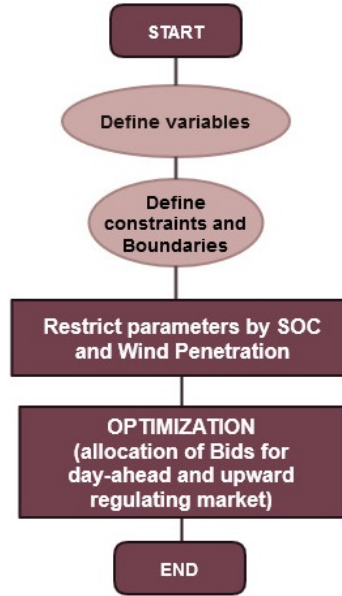 START
Define variables
Define
constraints and
Boundaries
Restrict parameters by SOC
and Wind Penetration
OPTIMIZATION
(allocation of Bids for
day-ahead and upward
regulating market)
END